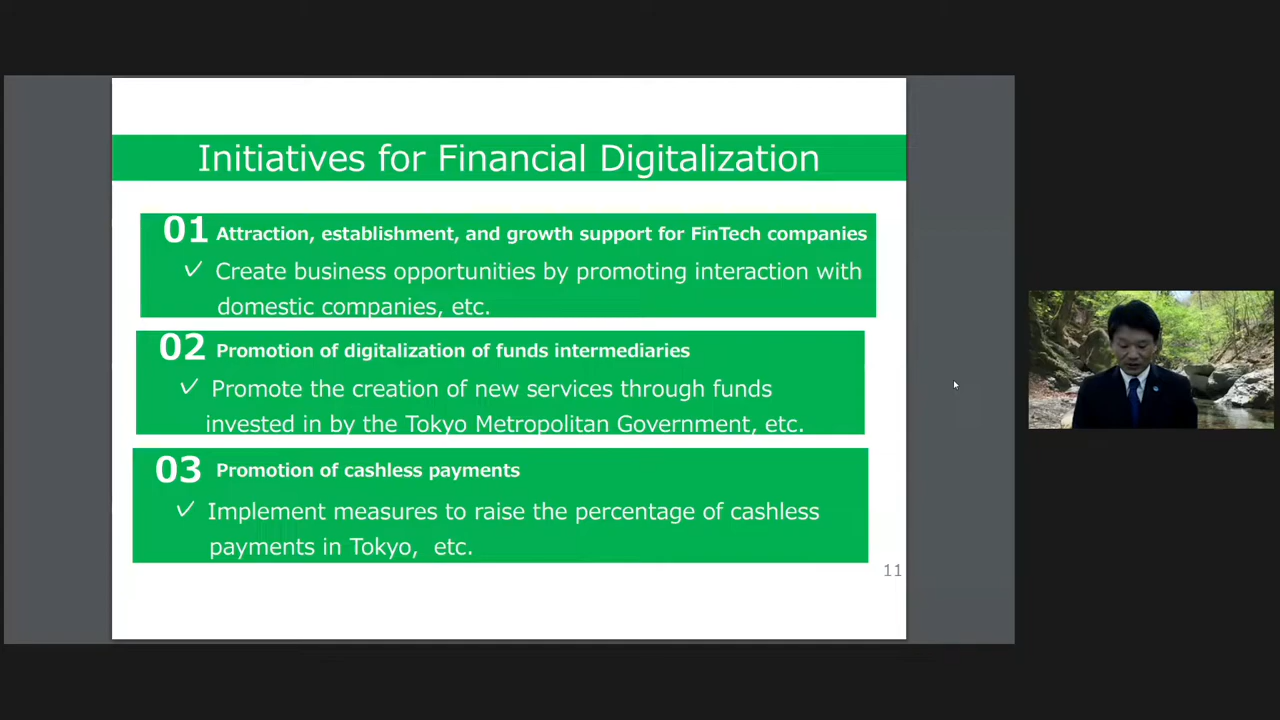 Initiatives for Financial Digitalization
01 Attraction, establishment, and growth support for FinTech companies
✓ Create business opportunities by promoting interaction with
domestic companies, etc.
02 Promotion of digitalization of funds intermediaries
✓ Promote the creation of new services through funds
invested in by the Tokyo Metropolitan Government, etc.
03 Promotion of cashless payments
✓ Implement measures to raise the percentage of cashless
payments in Tokyo, etc.
11